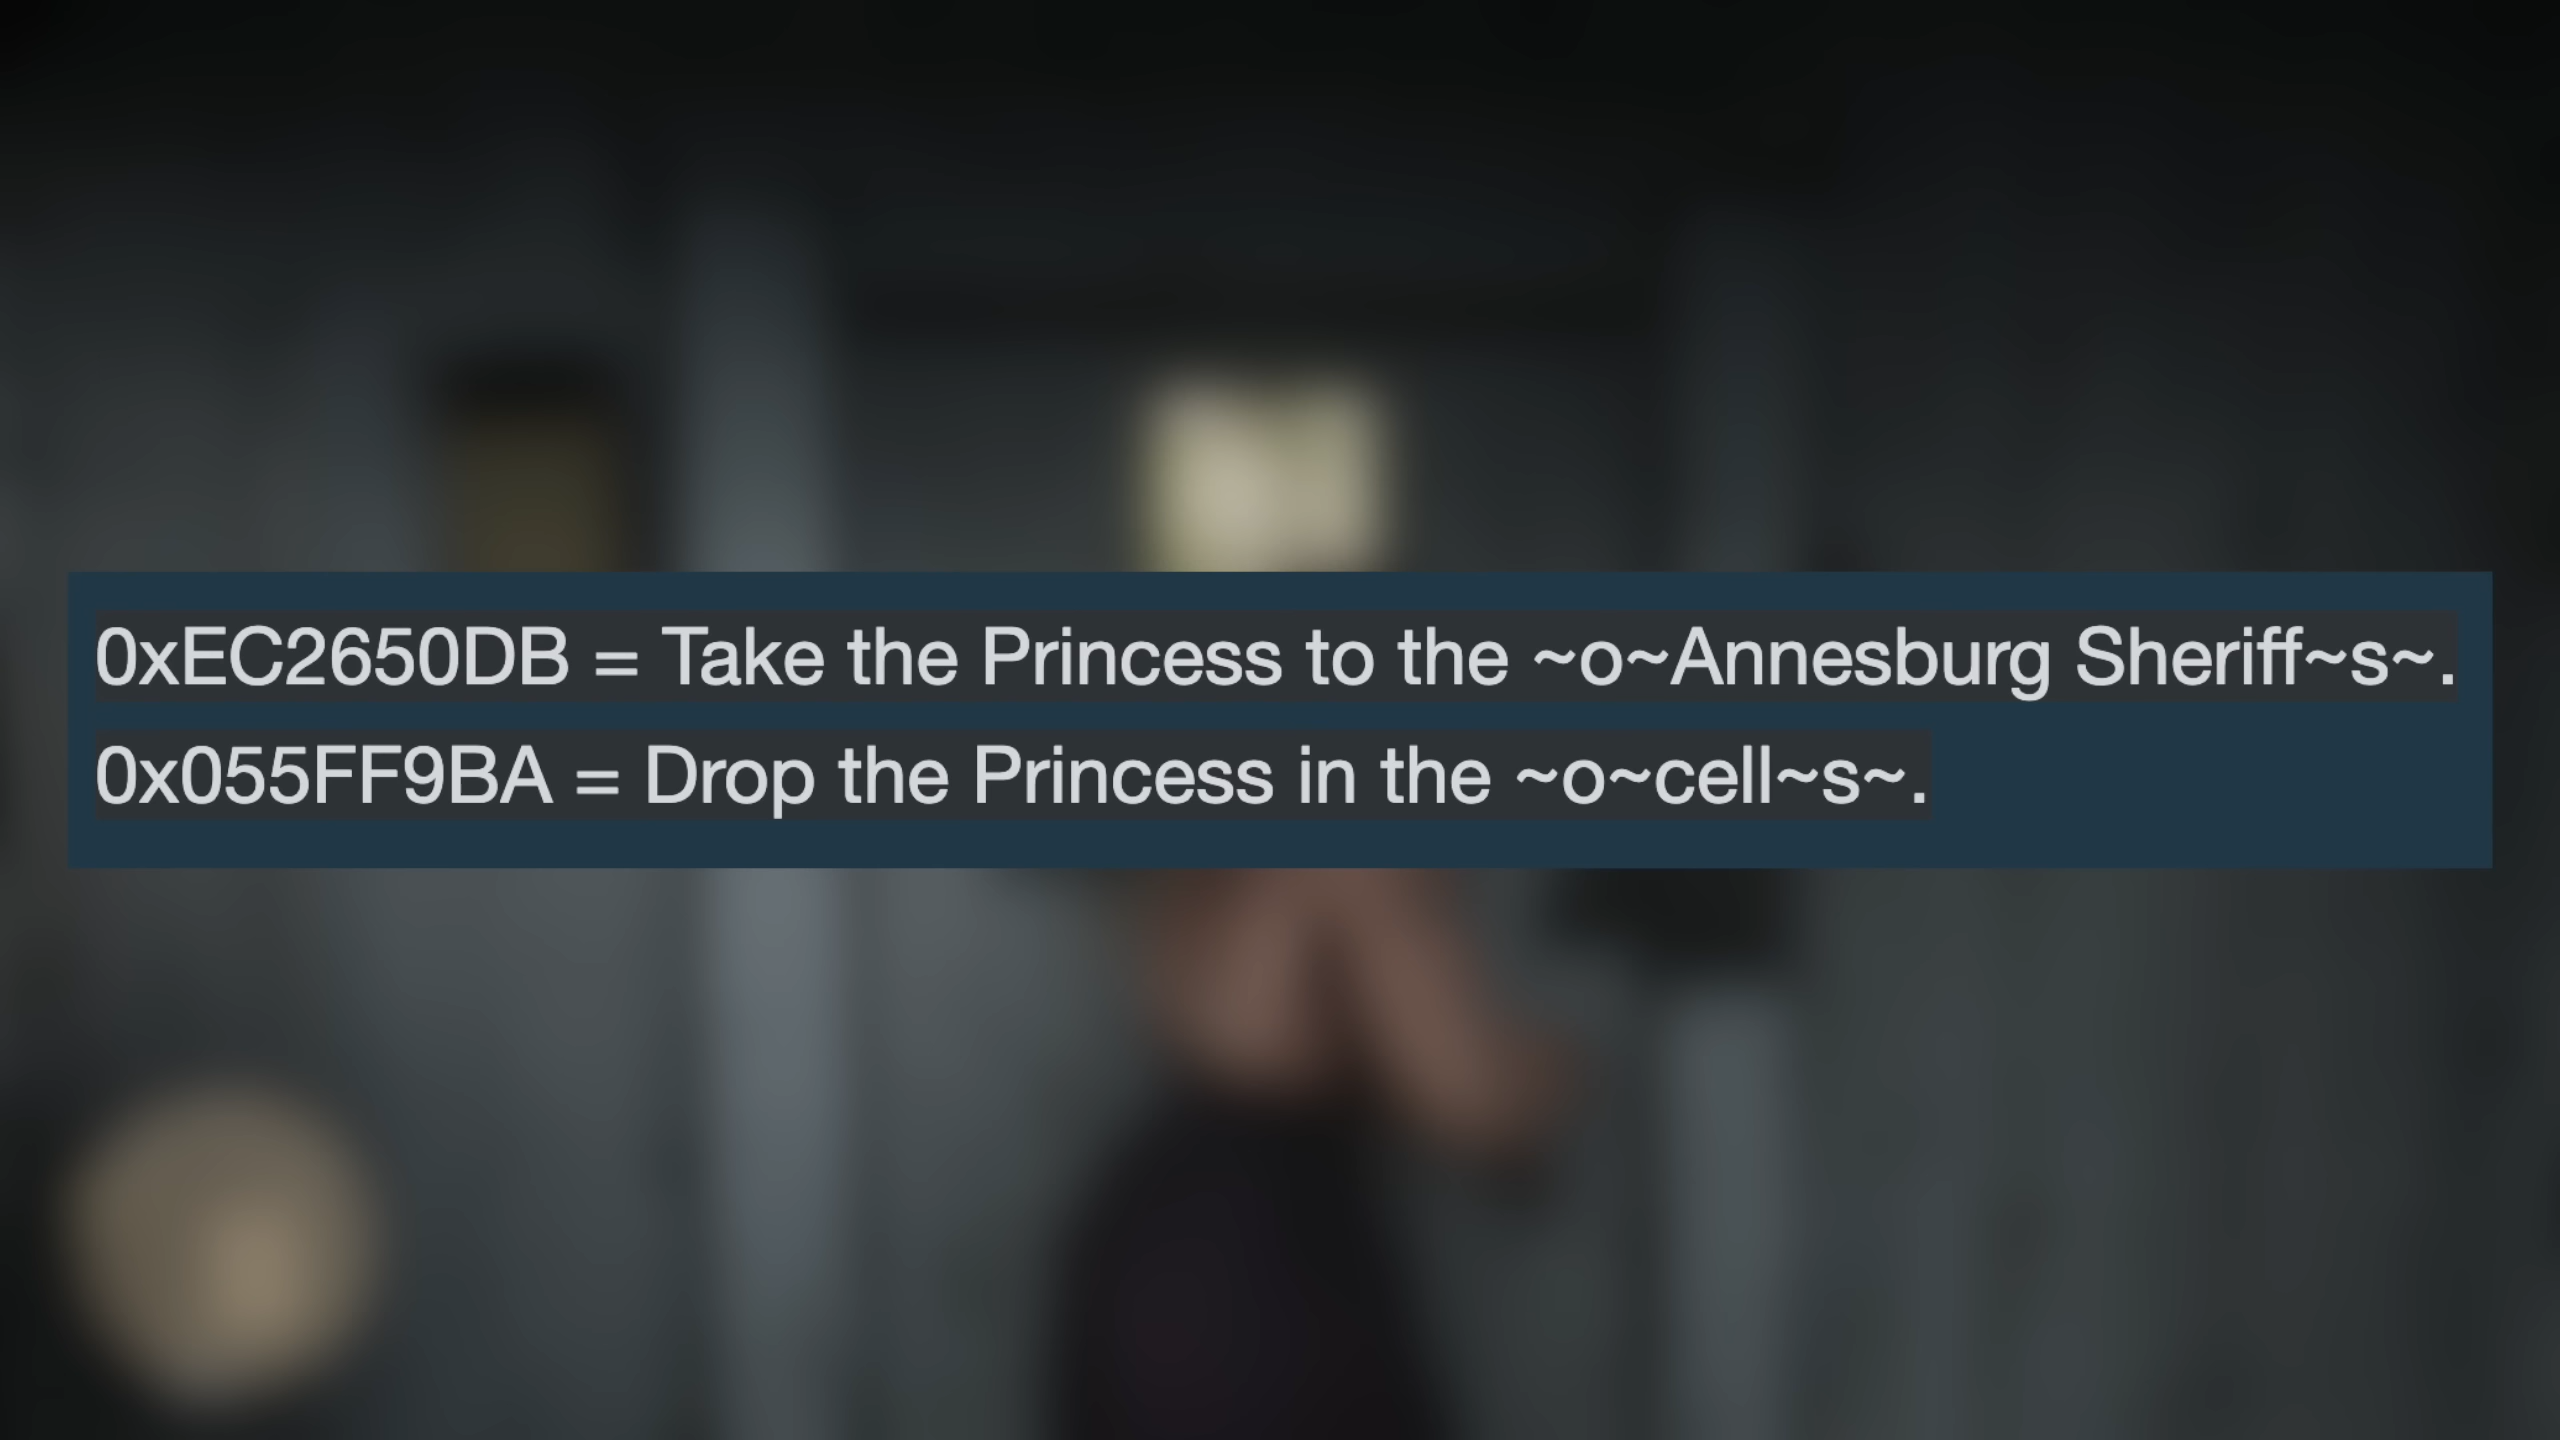 0xEC2650DB = Take the Princess to the ~o~Annesburg Sheriff~s~.
0x055FF9BA = Drop the Princess in the ~o~cell~s~.